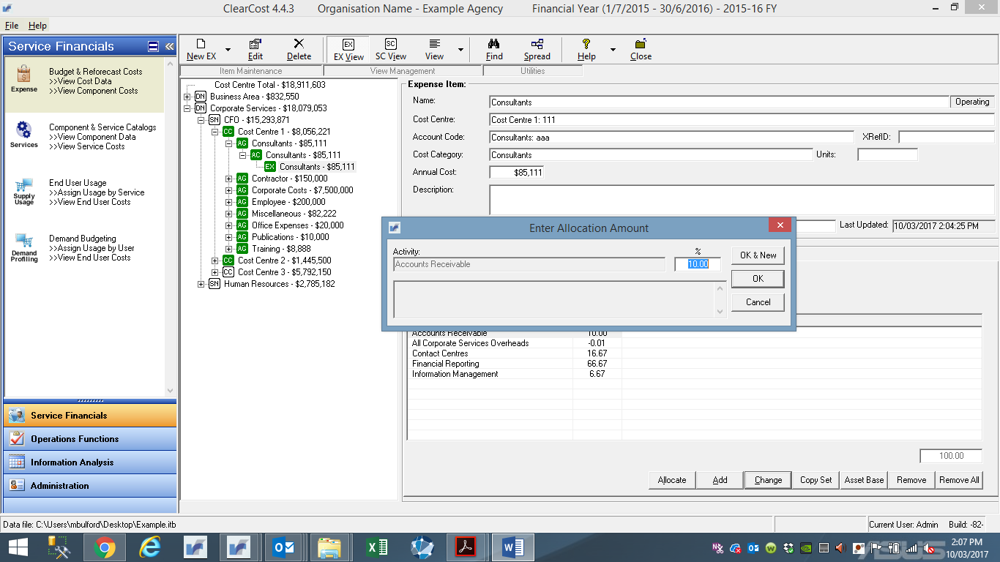 ClearCost 4.4.3 Organisation Name - Example Agency Financial Year (1/7/2015 - 30/6/2016) - 2015-16 FY
File Help
Service Financials
Expense
Budget & Reforecast Costs
>>View Cost Data
>>View Component Costs
Services
Component & Service Catalogs
>>View Component Data
>>View Service Costs
Supply Usage
End User Usage
>>Assign Usage by Service
>>View End User Costs
Demand Profiling
Demand Budgeting
>>Assign Usage by User
>>View End User Costs
Service Financials
Operations Functions
Information Analysis
Administration
New EX Edit Delete EX View SC View View Find Spread Help Close
Item Maintenance View Management Utilities
Cost Centre Total - $18,911,603
DN Business Area - $832,550
DN Corporate Services - $18,079,053
SN CFO - $15,293,871
CC Cost Centre 1 - $8,056,221
AG Consultants - $85,111
AC Consultants - $85,111
EX Consultants - $85,111
AG Contractor - $150,000
AG Corporate Costs - $7,500,000
AG Employee - $200,000
AG Miscellaneous - $82,222
AG Office Expenses - $20,000
AG Publications - $10,000
AG Training - $8,888
CC Cost Centre 2 - $1,445,500
CC Cost Centre 3 - $5,792,150
SN Human Resources - $2,785,182
Expense Item:
Name: Consultants Operating
Cost Centre: Cost Centre 1: 111
Account Code: Consultants: aaa XRefID:
Cost Category: Consultants Units:
Annual Cost: $85,111
Description:
Last Updated: 10/03/2017 2:04:25 PM
Enter Allocation Amount
Activity: %
Accounts Receivable 10.00
OK & New
OK
Cancel
Accounts Receivable 10.00
All Corporate Services Overheads -0.01
Contact Centres 16.67
Financial Reporting 66.67
Information Management 6.67
100.00
Allocate Add Change Copy Set Asset Base Remove Remove All
Data file: C:\Users\mbulford\Desktop\Example.itb Current User: Admin Build: -82-
2:07 PM
10/03/2017